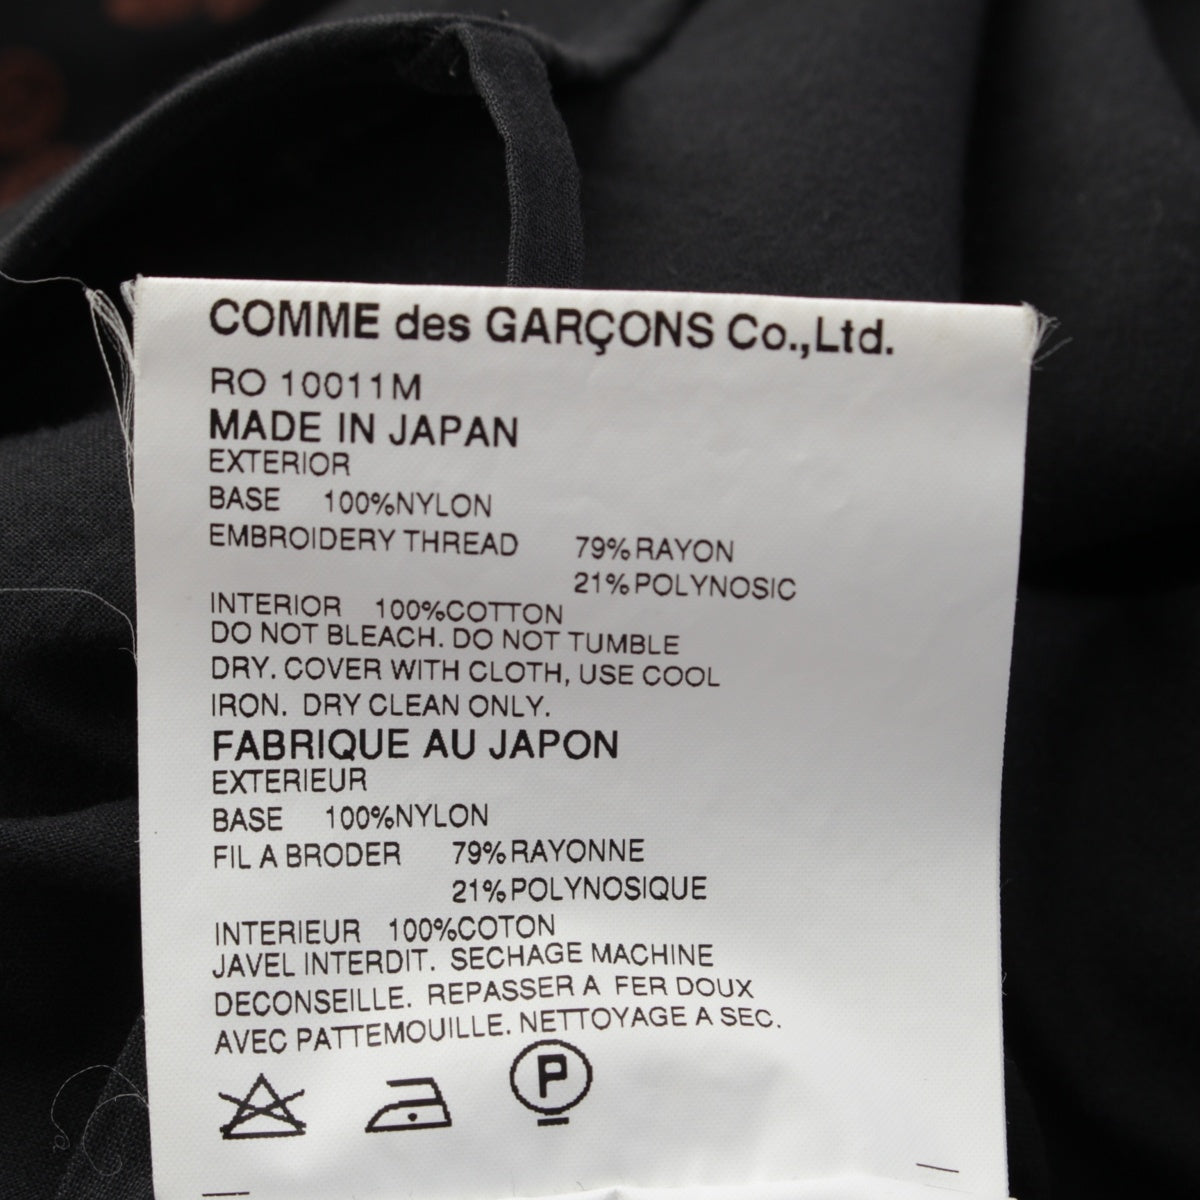 COMME des GARÇONS Co.,Ltd.
RO 10011M
MADE IN JAPAN
EXTERIOR
BASE 100%NYLON
EMBROIDERY THREAD 79%RAYON
21%POLYNOSIC
INTERIOR 100%COTTON
DO NOT BLEACH. DO NOT TUMBLE
DRY. COVER WITH CLOTH, USE COOL
IRON. DRY CLEAN ONLY.
FABRIQUE AU JAPON
EXTERIEUR
BASE 100%NYLON
FIL A BRODER 79%RAYONNE
21%POLYNOSIQUE
INTERIEUR 100%COTON
JAVEL INTERDIT. SECHAGE MACHINE
DECONSEILLE. REPASSER A FER DOUX
AVEC PATTEMOUILLE. NETTOYAGE A SEC.
P